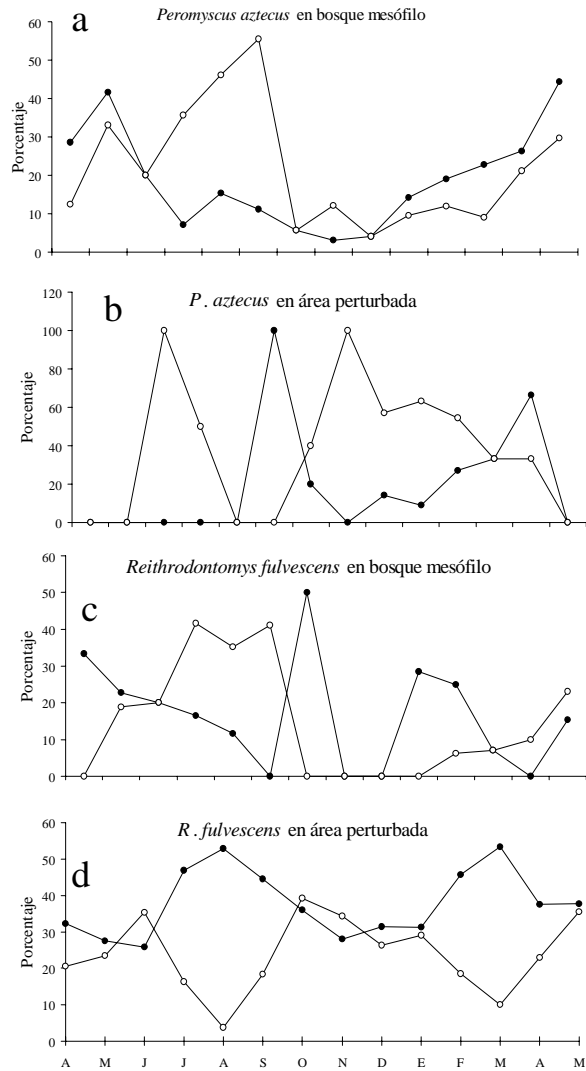 a
Peromyscus aztecus en bosque mesófilo
Porcentaje
60
50
40
30
20
10
0
b
P. aztecus en área perturbada
Porcentaje
120
100
80
60
40
20
0
c
Reithrodontomys fulvescens en bosque mesófilo
Porcentaje
60
50
40
30
20
10
0
d
R. fulvescens en área perturbada
Porcentaje
60
50
40
30
20
10
0
A M J J A S O N D E F M A M